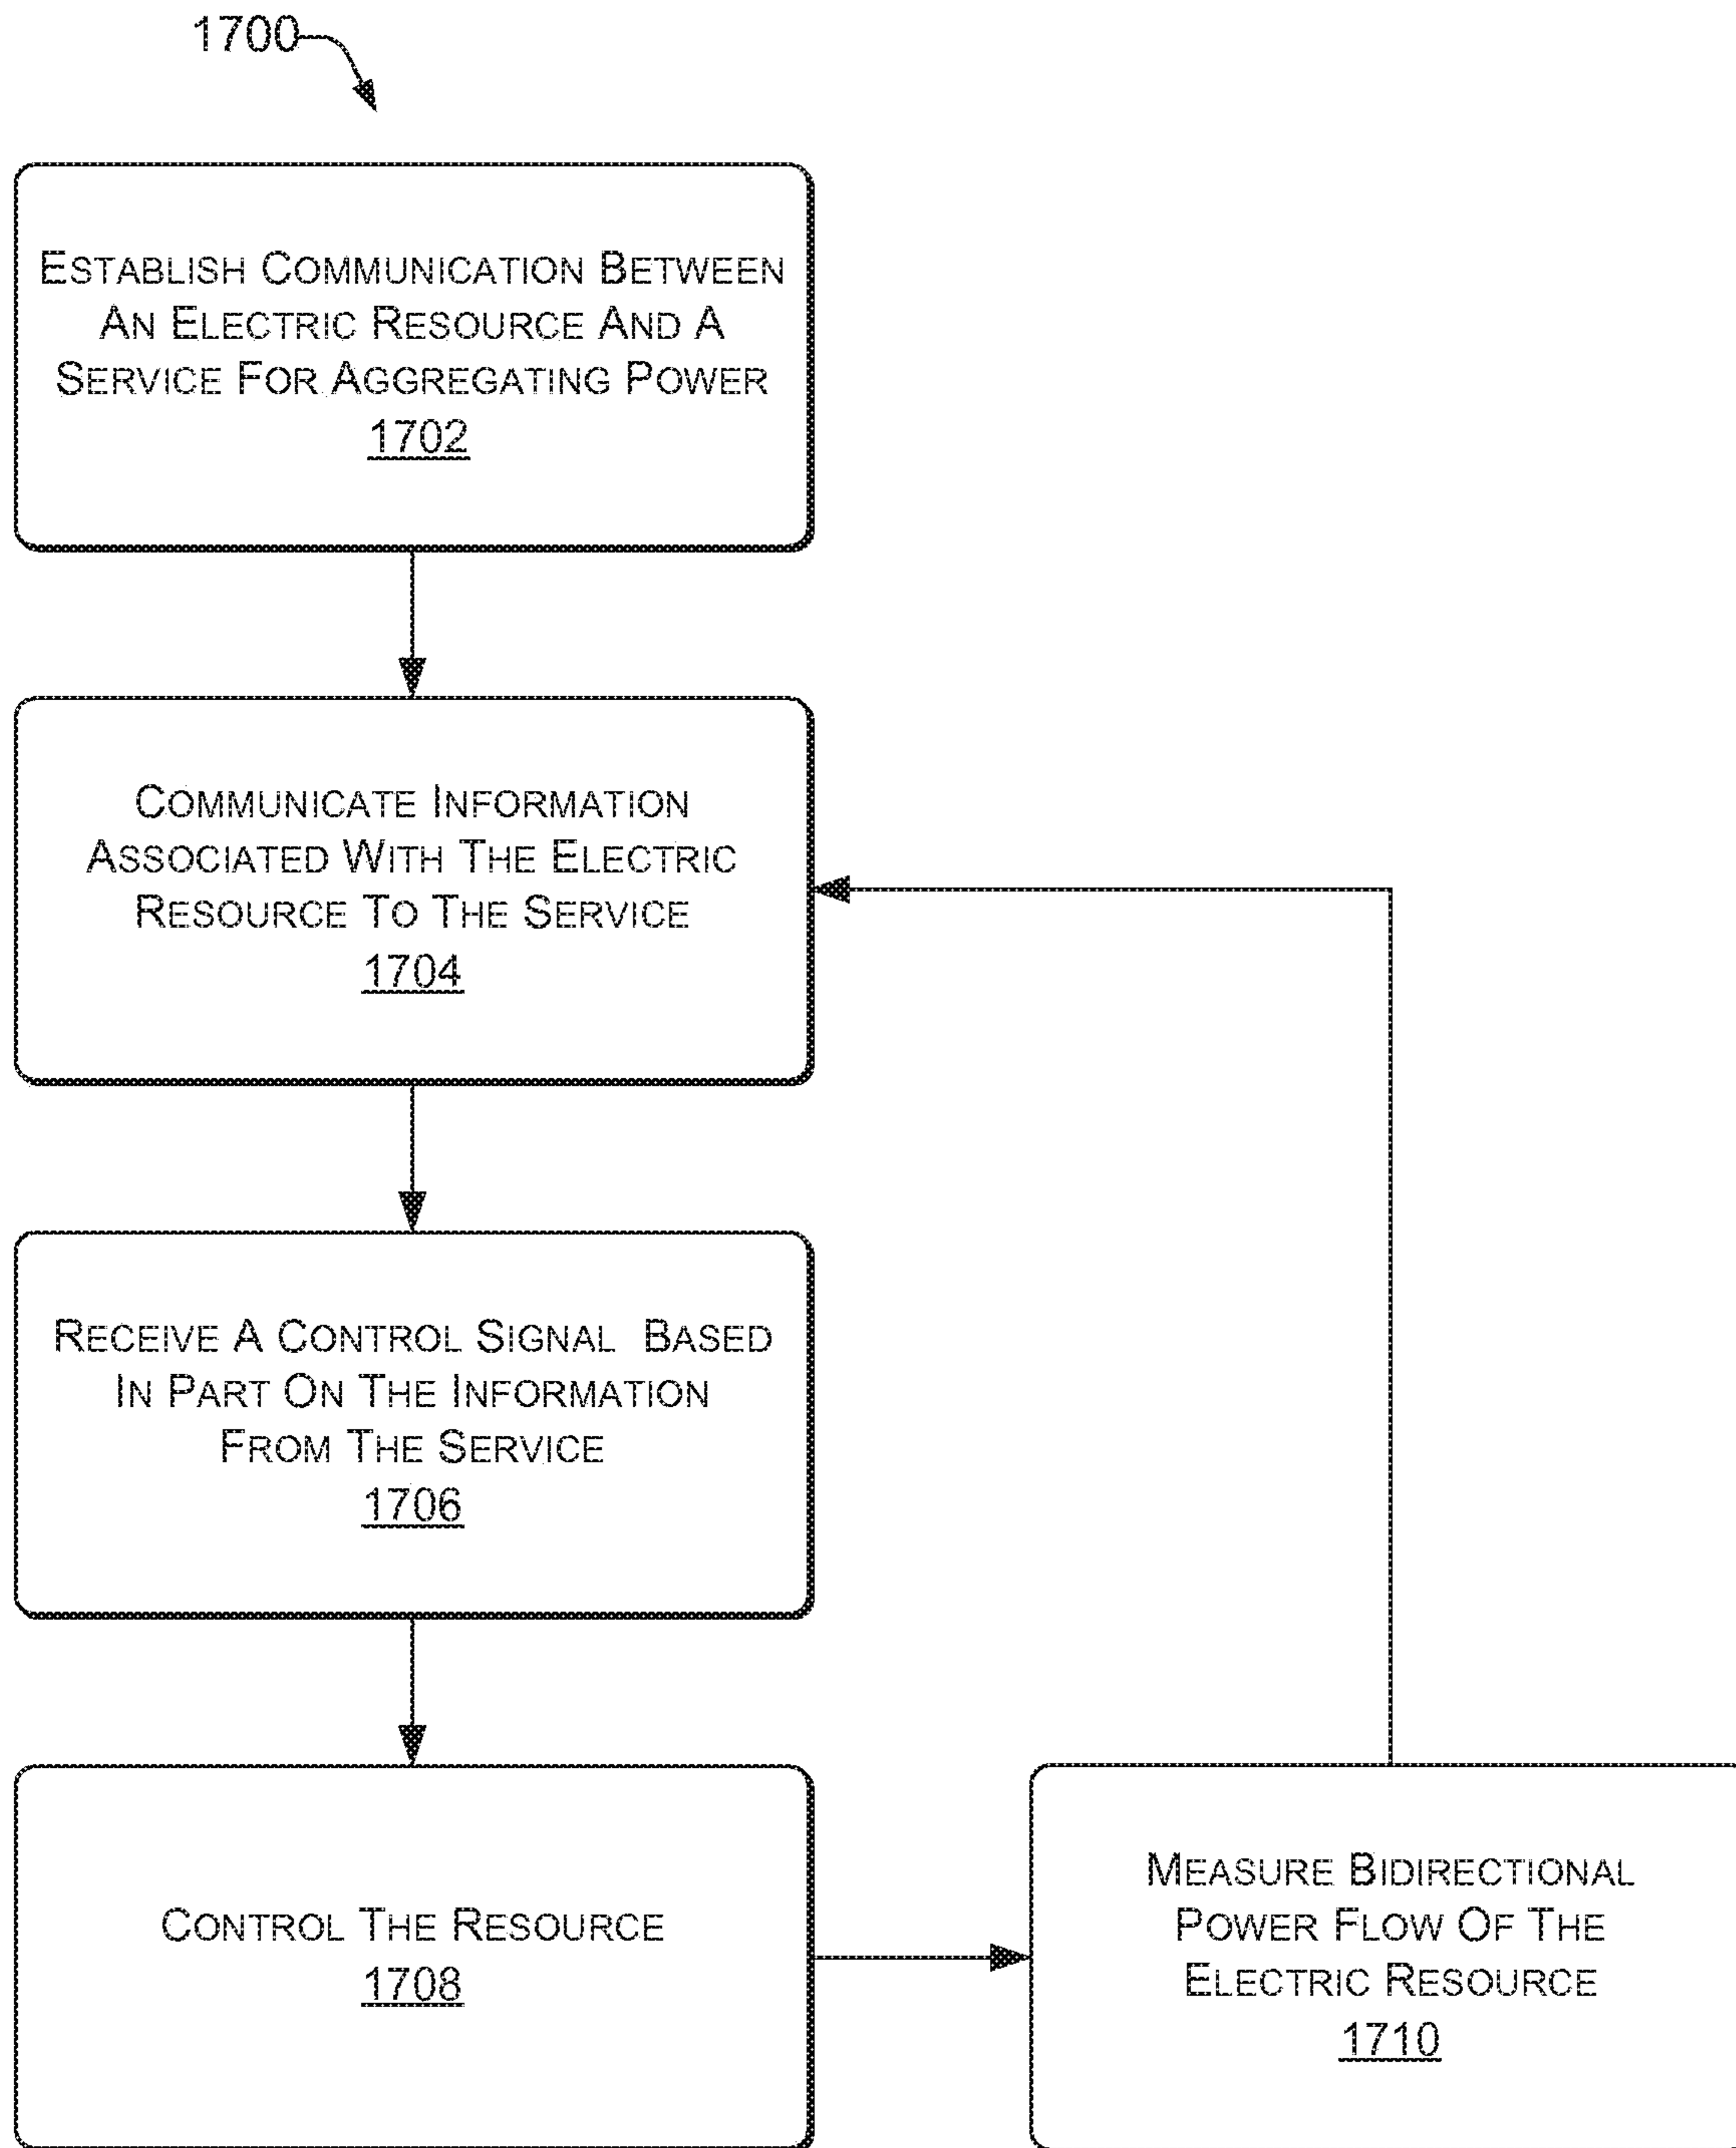 1700
ESTABLISH COMMUNICATION BETWEEN
AN ELECTRIC RESOURCE AND A
SERVICE FOR AGGREGATING POWER
1702
COMMUNICATE INFORMATION
ASSOCIATED WITH THE ELECTRIC
RESOURCE TO THE SERVICE
1704
RECEIVE A CONTROL SIGNAL BASED
IN PART ON THE INFORMATION
FROM THE SERVICE
1706
CONTROL THE RESOURCE
1708
MEASURE BIDIRECTIONAL
POWER FLOW OF THE
ELECTRIC RESOURCE
1710